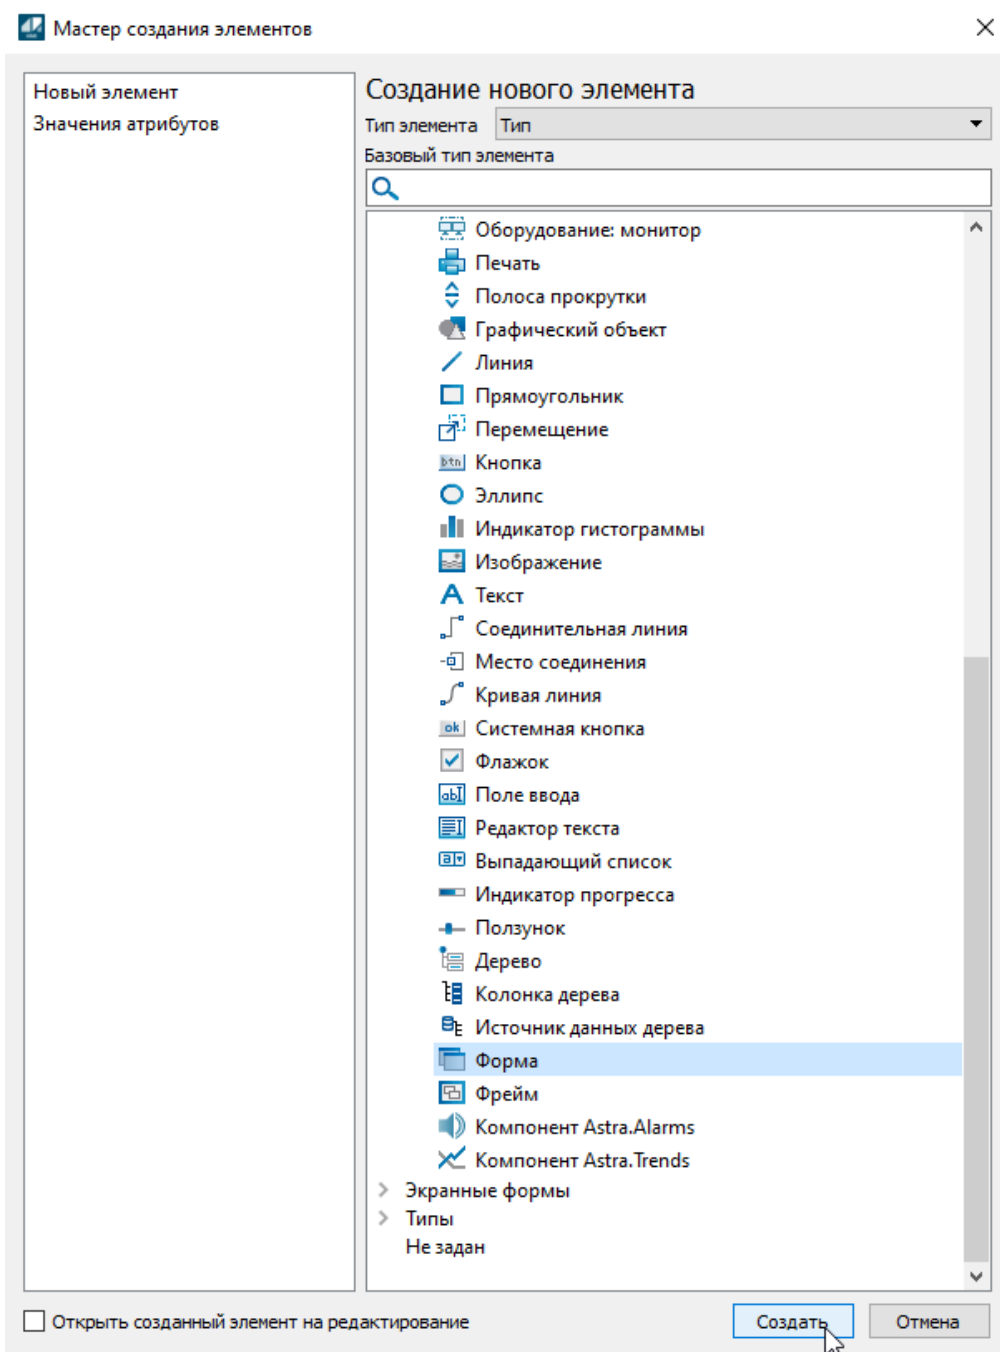 Мастер создания элементов
Новый элемент
Значения атрибутов
Создание нового элемента
Тип элемента Тип
Базовый тип элемента
Оборудование: монитор
Печать
Полоса прокрутки
Графический объект
Линия
Прямоугольник
Перемещение
btn Кнопка
Эллипс
Индикатор гистограммы
Изображение
A Текст
Соединительная линия
Место соединения
Кривая линия
ok Системная кнопка
Флажок
ab Поле ввода
Редактор текста
a Выпадающий список
Индикатор прогресса
Ползунок
Дерево
Колонка дерева
Источник данных дерева
Форма
Фрейм
Компонент Astra.Alarms
Компонент Astra.Trends
Экранные формы
Типы
Не задан
Открыть созданный элемент на редактирование
Создать
Отмена